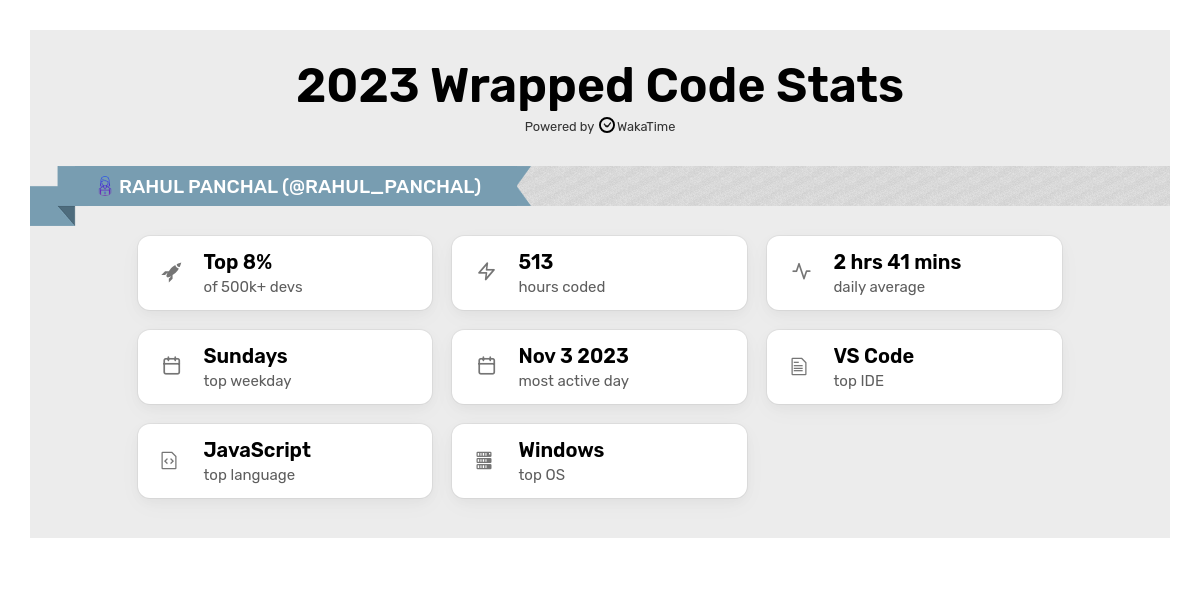 2023 Wrapped Code Stats
Powered by WakaTime
RAHUL PANCHAL (@RAHUL_PANCHAL)
Top 8%
of 500k+ devs
513
hours coded
2 hrs 41 mins
daily average
Sundays
top weekday
Nov 3 2023
most active day
VS Code
top IDE
JavaScript
top language
Windows
top OS